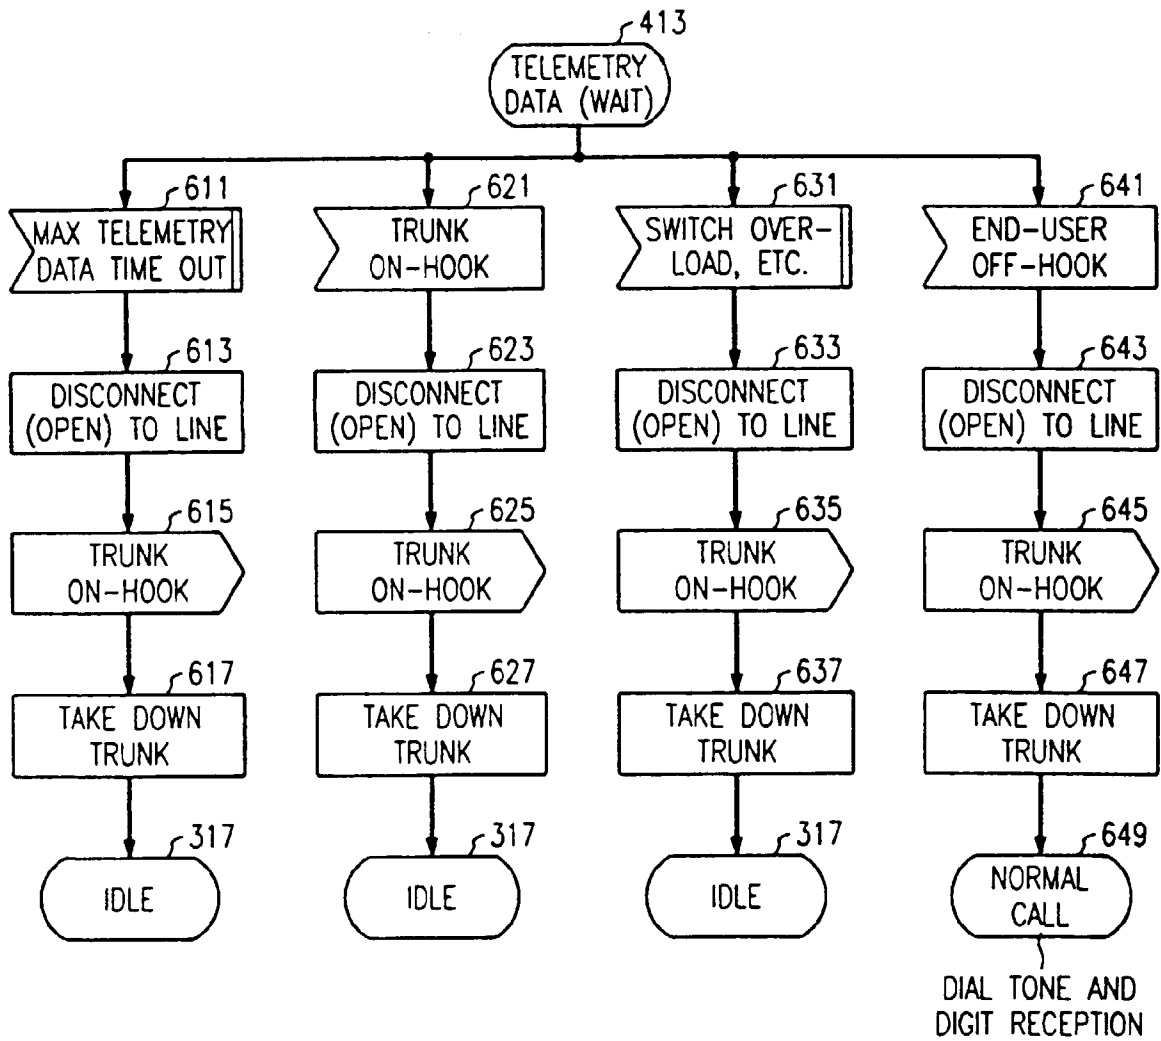 413
TELEMETRY
DATA (WAIT)
611
MAX TELEMETRY
DATA TIME OUT
621
TRUNK
ON-HOOK
631
SWITCH OVER-
LOAD, ETC.
641
END-USER
OFF-HOOK
613
DISCONNECT
(OPEN) TO LINE
623
DISCONNECT
(OPEN) TO LINE
633
DISCONNECT
(OPEN) TO LINE
643
DISCONNECT
(OPEN) TO LINE
615
TRUNK
ON-HOOK
625
TRUNK
ON-HOOK
635
TRUNK
ON-HOOK
645
TRUNK
ON-HOOK
617
TAKE DOWN
TRUNK
627
TAKE DOWN
TRUNK
637
TAKE DOWN
TRUNK
647
TAKE DOWN
TRUNK
317
IDLE
317
IDLE
317
IDLE
649
NORMAL
CALL
DIAL TONE AND
DIGIT RECEPTION